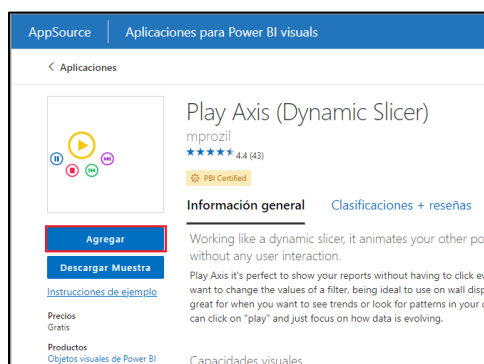 AppSource
Aplicaciones para Power BI visuals
< Aplicaciones
Play Axis (Dynamic Slicer)
mprozil
4.4 (43)
PBI Certified
Información general
Clasificaciones + reseñas
Agregar
Descargar Muestra
Instrucciones de ejemplo
Precios
Gratis
Productos
Objetos visuales de Power BI
Working like a dynamic slicer, it animates your other po
without any user interaction.
Play Axis it's perfect to show your reports without having to click ev
want to change the values of a filter, being ideal to use on wall disp
great for when you want to see trends or look for patterns in your
can click on "play" and just focus on how data is evolving.
Capacidades visuales